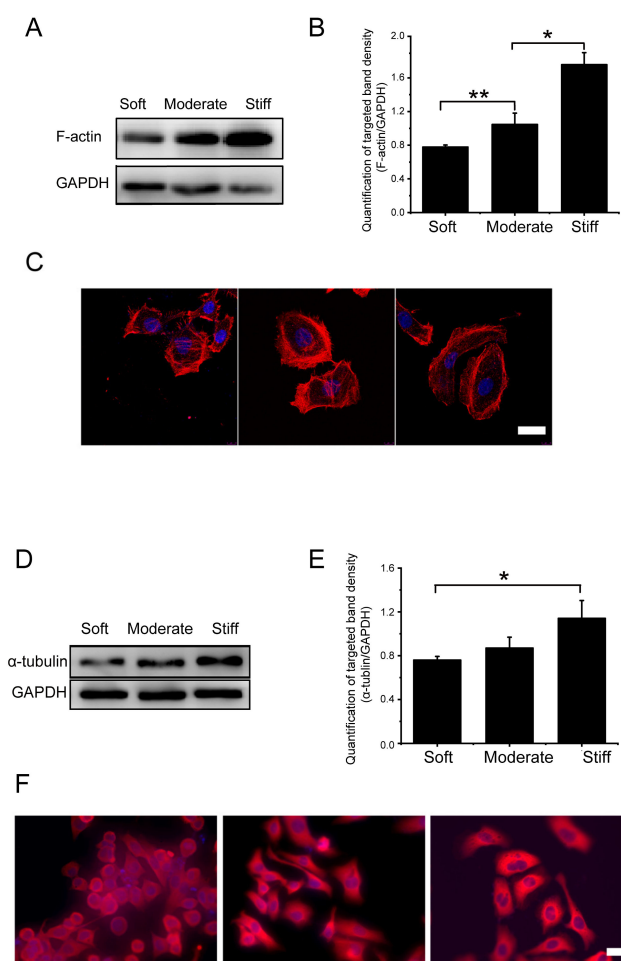 A
Soft Moderate Stiff
F-actin
GAPDH
B
Quantification of targeted band density
(F-actin/GAPDH)
2.0
1.6
1.2
0.8
0.4
0.0
**
*
Soft Moderate Stiff
C
D
Soft Moderate Stiff
α-tubulin
GAPDH
E
Quantification of targeted band density
(α-tublin/GAPDH)
1.6
1.2
0.8
0.4
0.0
*
Soft Moderate Stiff
F